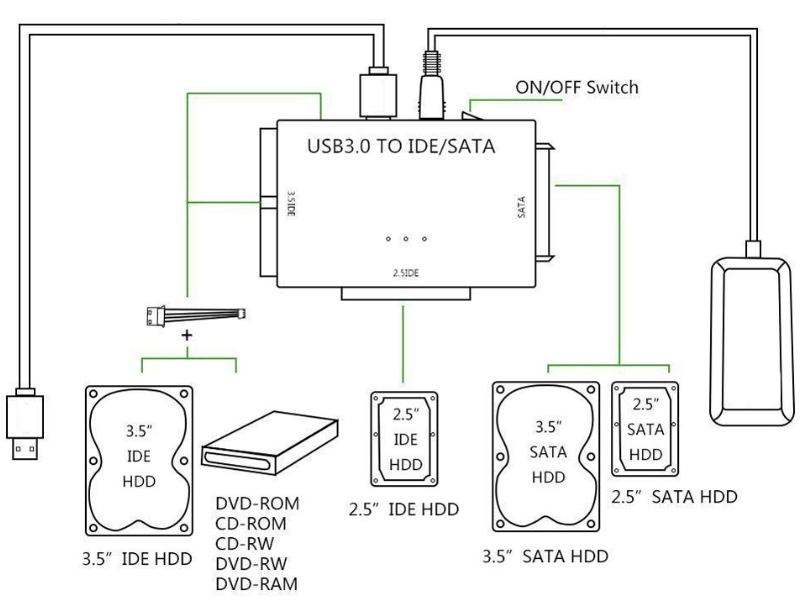 ON/OFF Switch
USB3.0 TO IDE/SATA
3.5IDE
SATA
2.5IDE
+
3.5"
IDE
HDD
2.5"
IDE
HDD
3.5"
SATA
HDD
2.5"
SATA
HDD
3.5" IDE HDD
DVD-ROM
CD-ROM
CD-RW
DVD-RW
DVD-RAM
2.5" IDE HDD
3.5" SATA HDD
2.5" SATA HDD